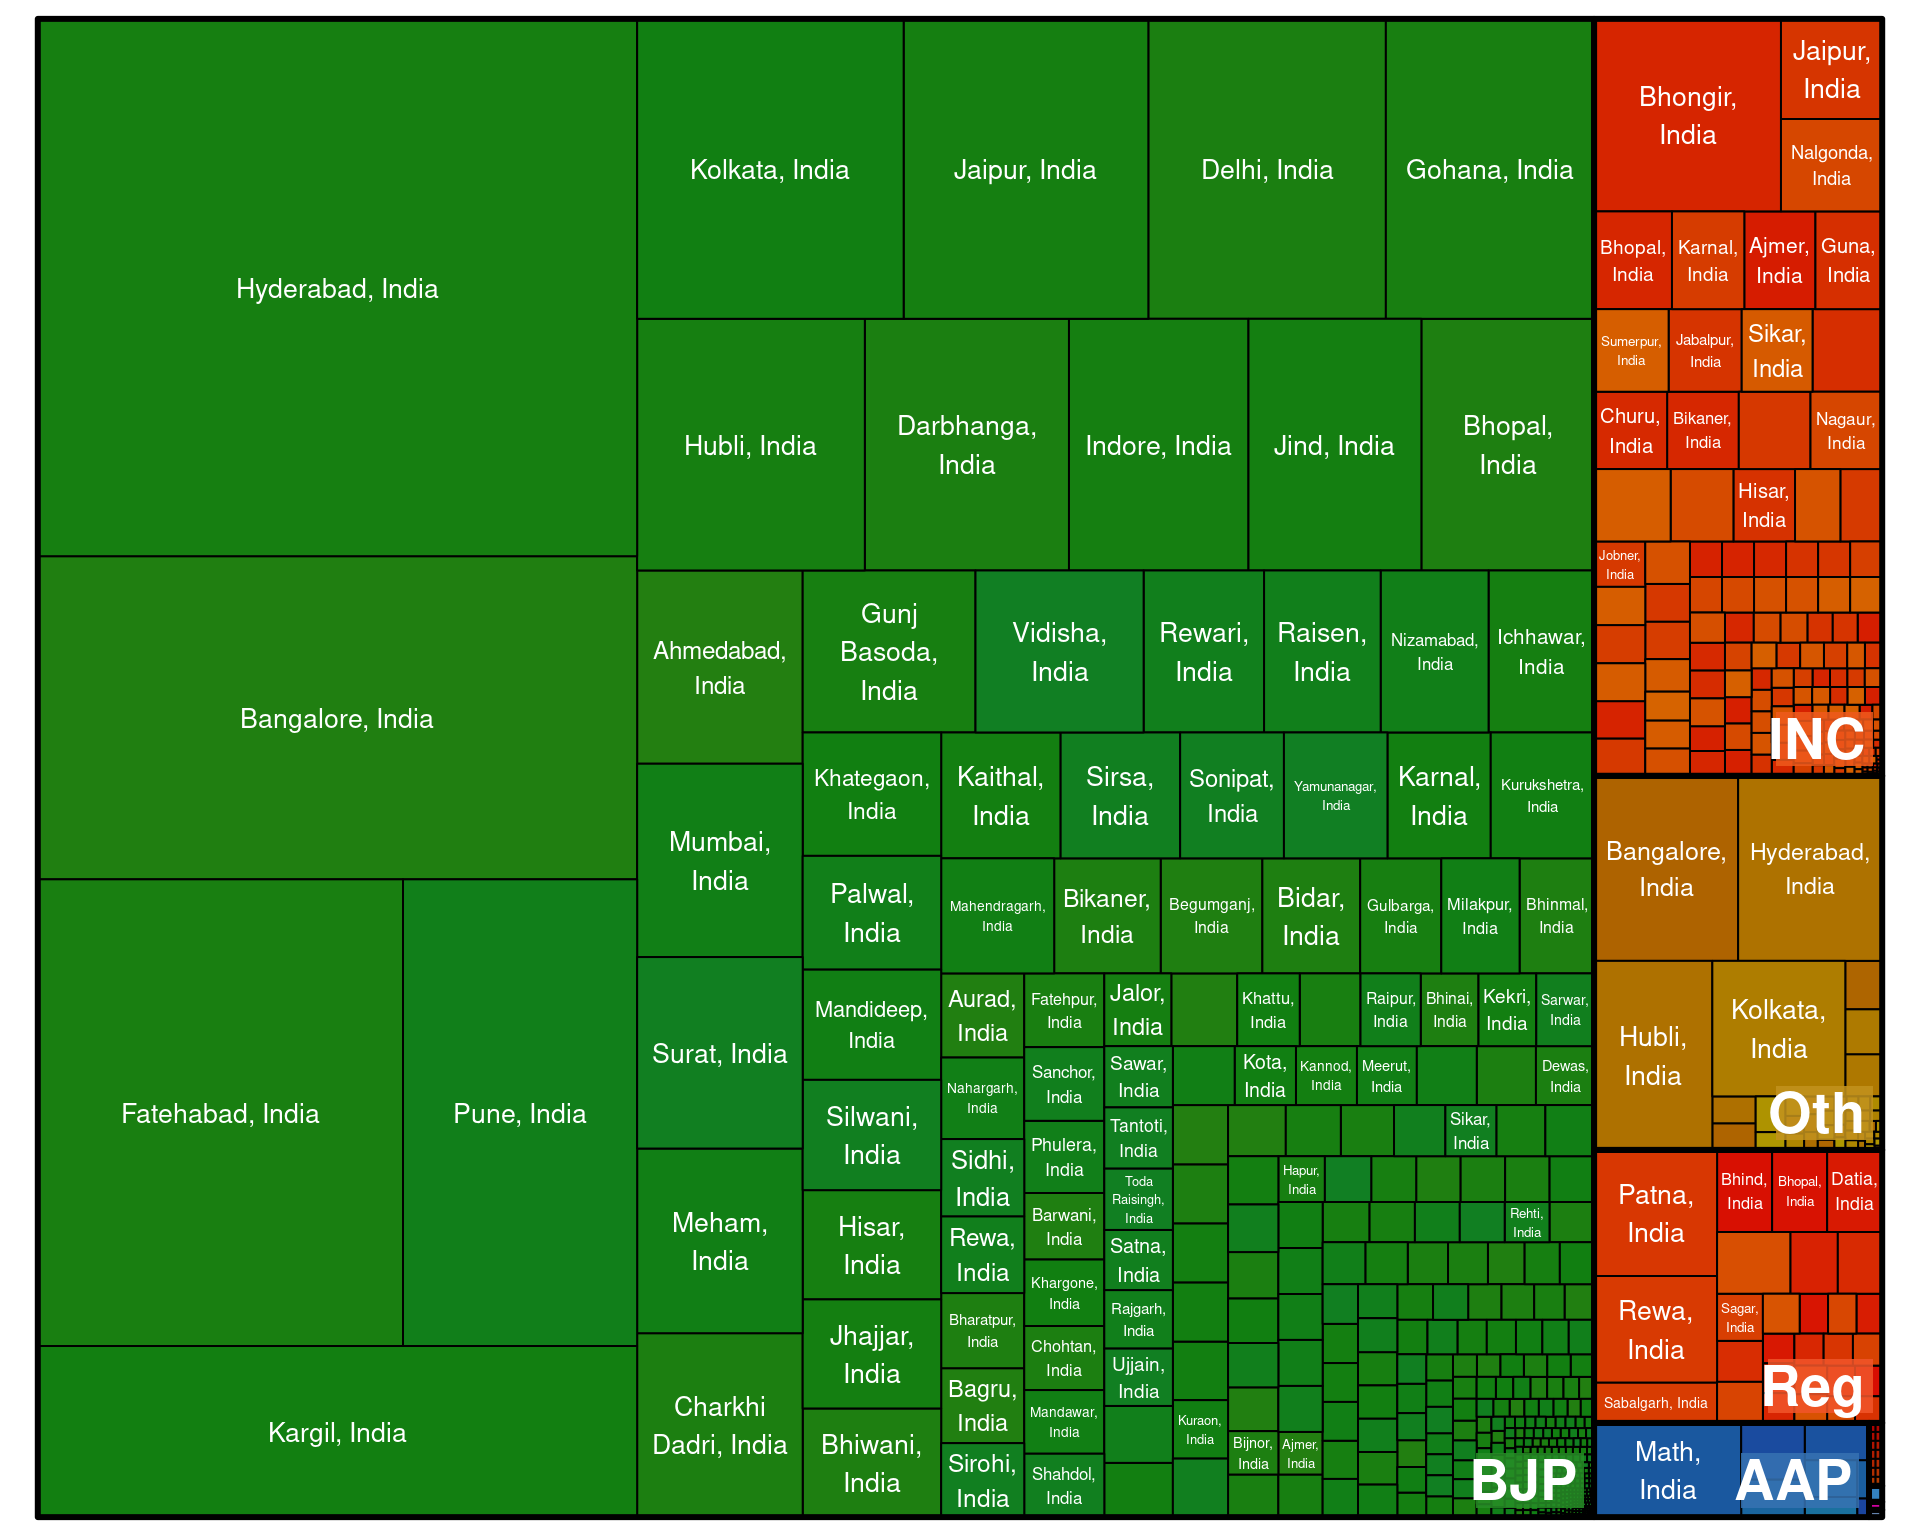 Hyderabad, India
Bangalore, India
Fatehabad, India
Pune, India
Kargil, India
Kolkata, India
Jaipur, India
Delhi, India
Gohana, India
Hubli, India
Darbhanga,
India
Indore, India
Jind, India
Bhopal,
India
Ahmedabad,
India
Mumbai,
India
Surat, India
Meham,
India
Charkhi
Dadri, India
Gunj
Basoda,
India
Vidisha,
India
Rewari,
India
Raisen,
India
Nizamabad,
India
Ichhawar,
India
Khategaon,
India
Palwal,
India
Mandideep,
India
Silwani,
India
Hisar,
India
Jhajjar,
India
Bhiwani,
India
Kaithal,
India
Sirsa,
India
Sonipat,
India
Yamunanagar,
India
Karnal,
India
Kurukshetra,
India
Mahendragarh,
India
Bikaner,
India
Begumganj,
India
Bidar,
India
Gulbarga,
India
Milakpur,
India
Bhinmal,
India
Aurad,
India
Nahargarh,
India
Sidhi,
India
Rewa,
India
Bharatpur,
India
Bagru,
India
Sirohi,
India
Fatehpur,
India
Sanchor,
India
Phulera,
India
Barwani,
India
Khargone,
India
Chohtan,
India
Mandawar,
India
Shahdol,
India
Jalor,
India
Sawar,
India
Tantoti,
India
Toda
Raisingh,
India
Satna,
India
Rajgarh,
India
Ujjain,
India
Khattu,
India
Raipur,
India
Bhinai,
India
Kekri,
India
Sarwar,
India
Kota,
India
Kannod,
India
Meerut,
India
Dewas,
India
Sikar,
India
Hapur,
India
Rehti,
India
Kuraon,
India
Bijnor,
India
Ajmer,
India
BJP
Bhongir,
India
Jaipur,
India
Nalgonda,
India
Bhopal,
India
Karnal,
India
Ajmer,
India
Guna,
India
Sumerpur,
India
Jabalpur,
India
Sikar,
India
Churu,
India
Bikaner,
India
Nagaur,
India
Hisar,
India
Jobner,
India
INC
Bangalore,
India
Hyderabad,
India
Hubli,
India
Kolkata,
India
Oth
Patna,
India
Bhind,
India
Bhopal,
India
Datia,
India
Rewa,
India
Sagar,
India
Sabalgarh, India
Reg
Math,
India
AAP